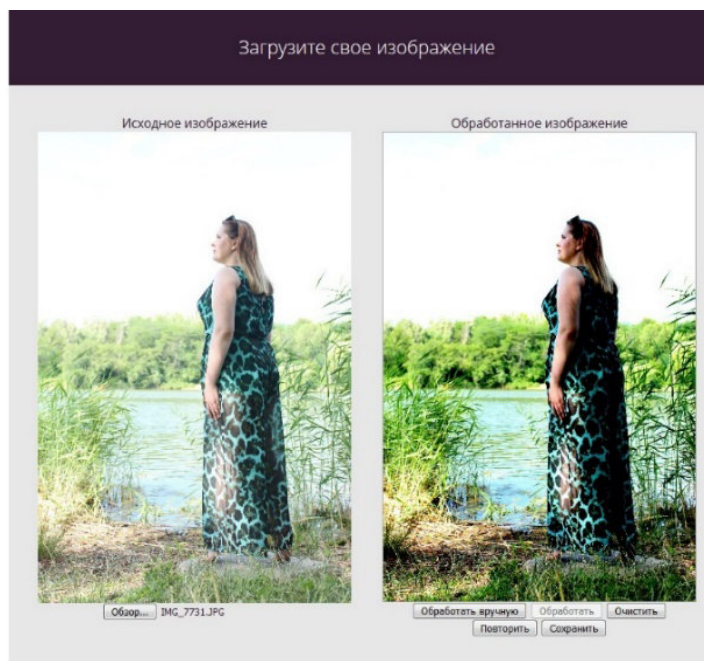 Загрузите свое изображение
Исходное изображение
Обработанное изображение
Обзор... IMG_7731.JPG
Обработать вручную Обработать Очистить
Повторить Сохранить